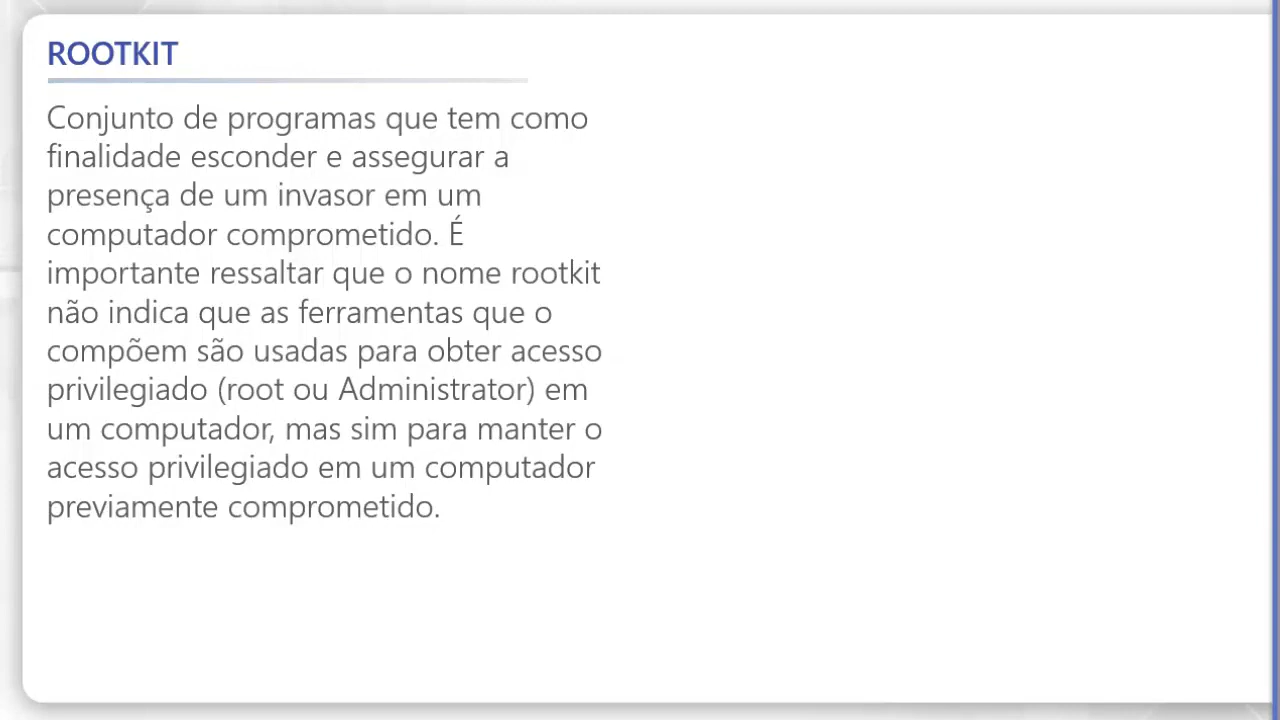 ROOTKIT
Conjunto de programas que tem como
finalidade esconder e assegurar a
presença de um invasor em um
computador comprometido. É
importante ressaltar que o nome rootkit
não indica que as ferramentas que o
compõem são usadas para obter acesso
privilegiado (root ou Administrator) em
um computador, mas sim para manter o
acesso privilegiado em um computador
previamente comprometido.